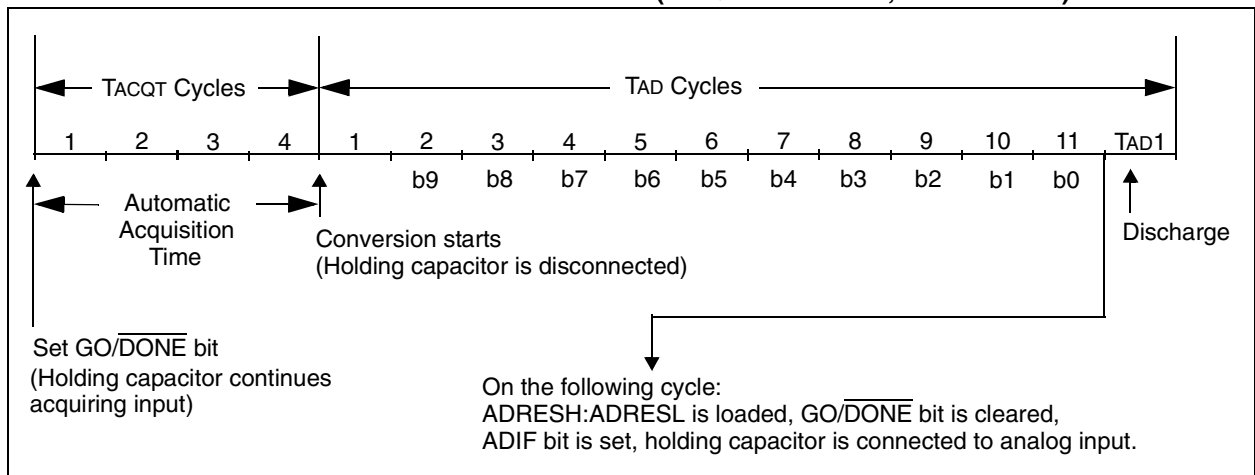 TACQT Cycles TAD Cycles
1 2 3 4 1 2 3 4 5 6 7 8 9 10 11 TAD1
b9 b8 b7 b6 b5 b4 b3 b2 b1 b0
Automatic
Acquisition
Time
Conversion starts
(Holding capacitor is disconnected)
Discharge
Set GO/DONE bit
(Holding capacitor continues
acquiring input)
On the following cycle:
ADRESH:ADRESL is loaded, GO/DONE bit is cleared,
ADIF bit is set, holding capacitor is connected to analog input.